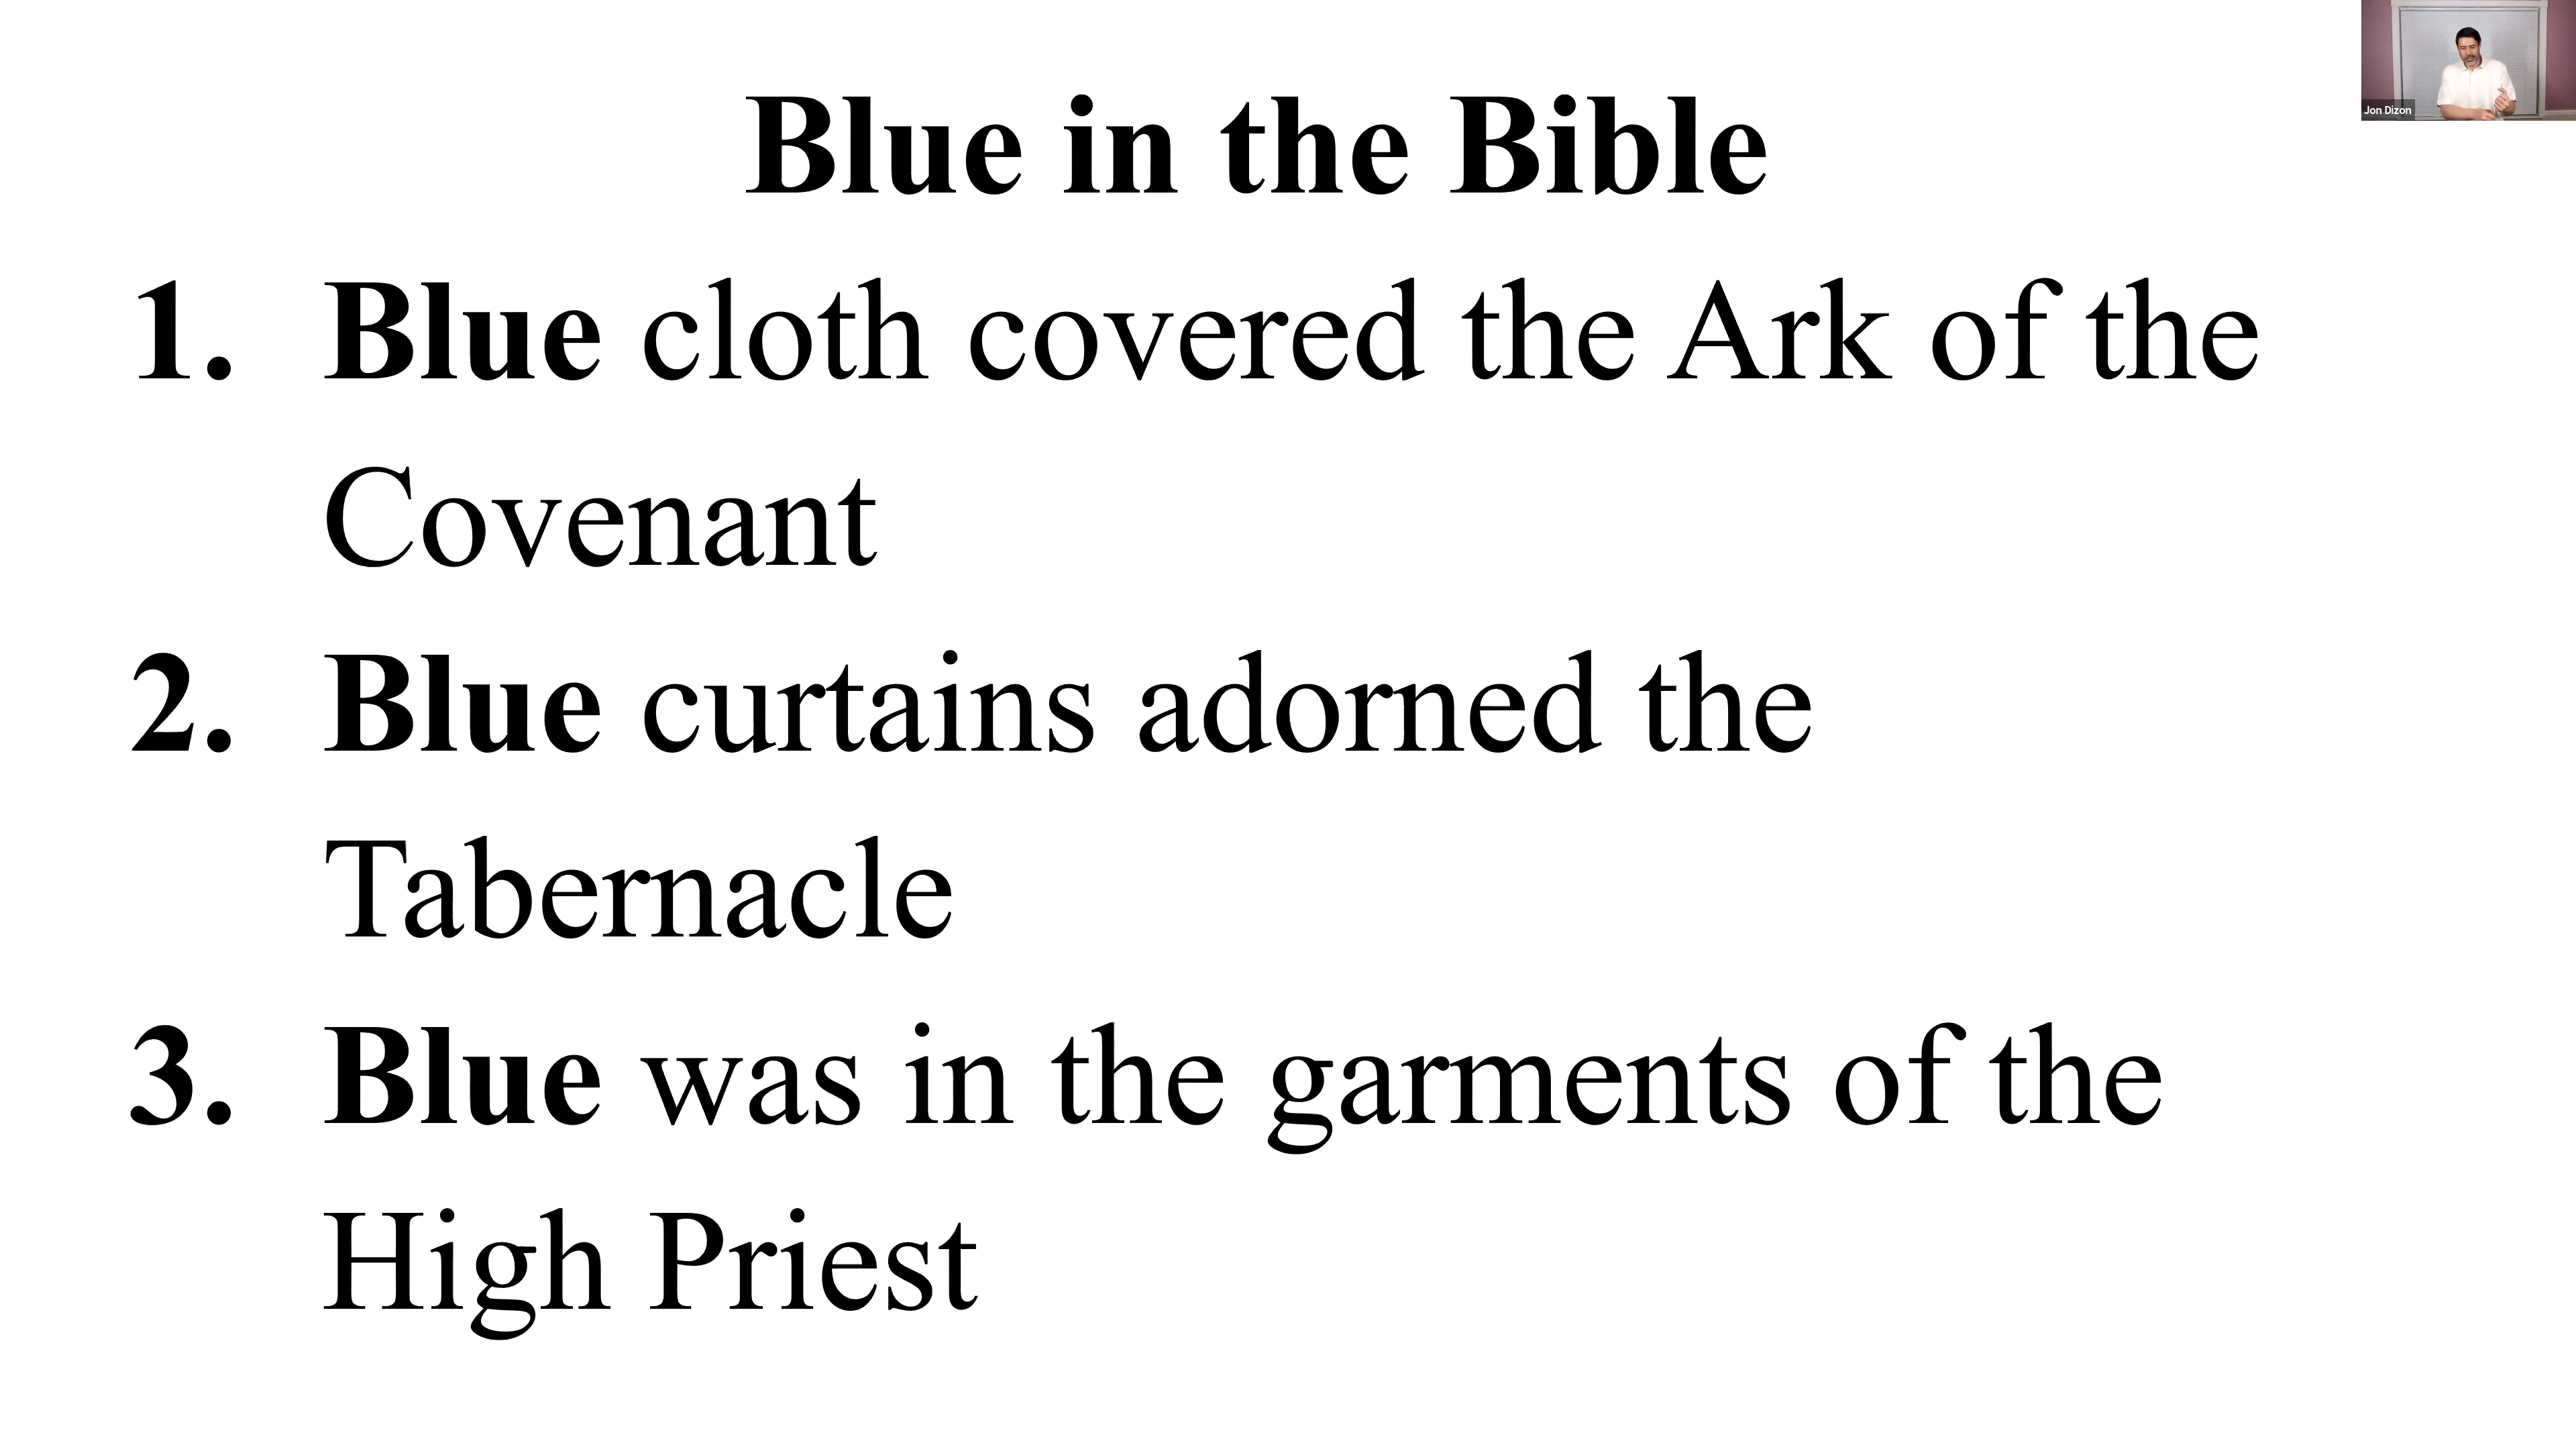 Blue in the Bible
1. Blue cloth covered the Ark of the
Covenant
2. Blue curtains adorned the
Tabernacle
3. Blue was in the garments of the
High Priest
Jon Dizon